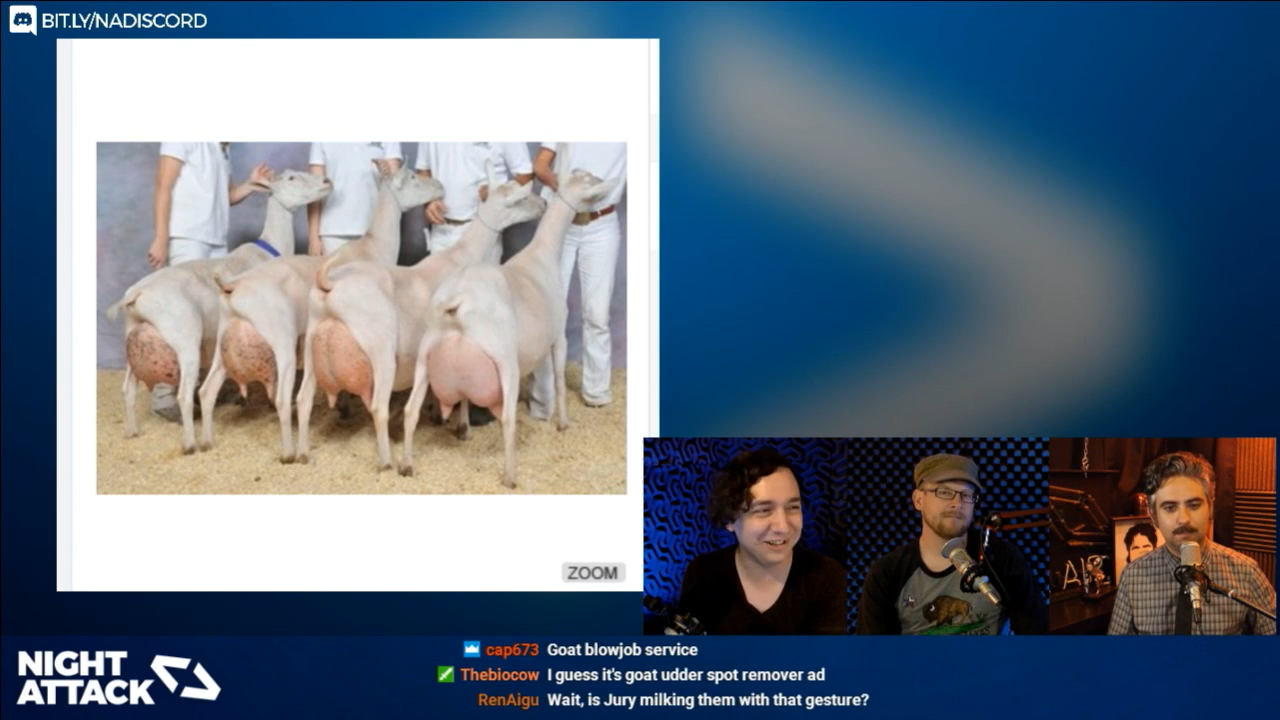 BIT.LY/NADISCORD
ZOOM
NIGHT
ATTACK
cap673 Goat blowjob service
Thebiocow I guess it's goat udder spot remover ad
RenAigu Wait, is Jury milking them with that gesture?